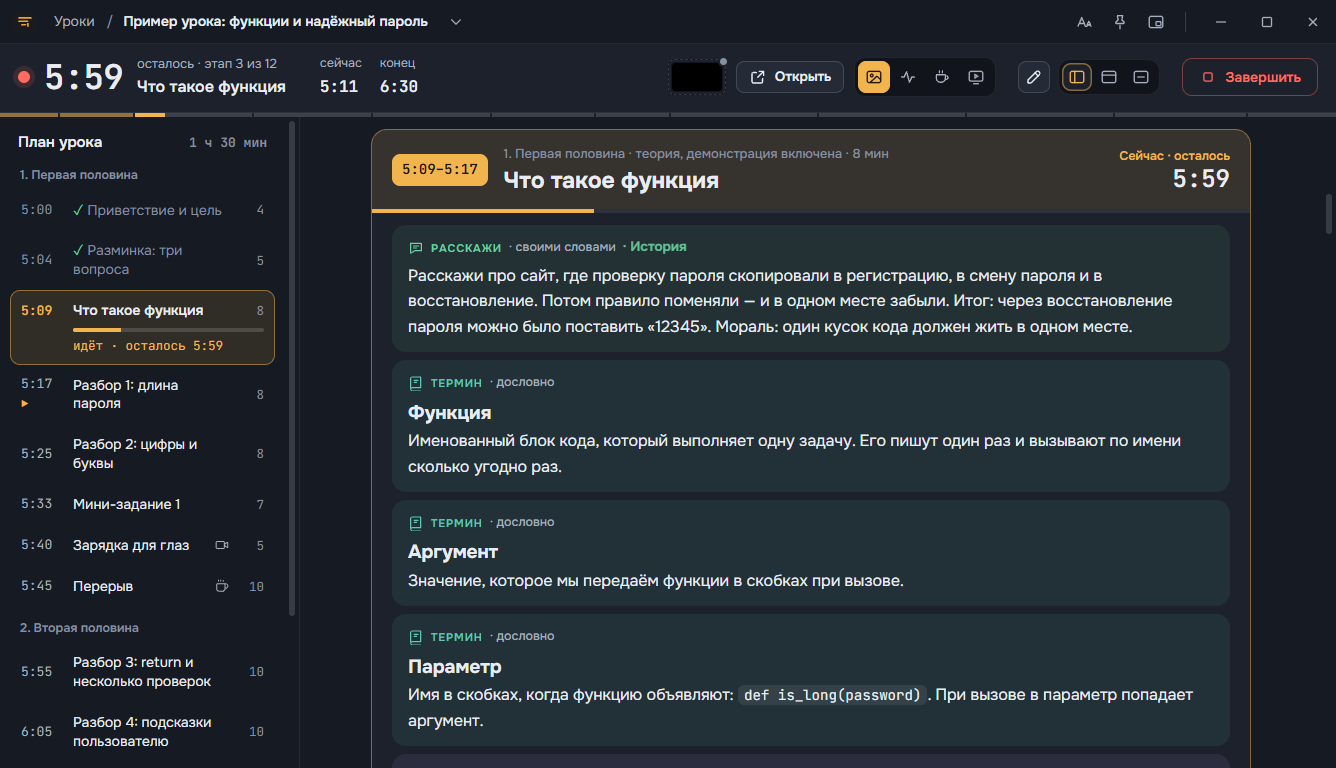 Уроки / Пример урока: функции и надёжный пароль
5:59
осталось · этап 3 из 12
Что такое функция
сейчас
5:11
конец
6:30
Открыть
Завершить
План урока
1 ч 30 мин
1. Первая половина
5:00 ✓ Приветствие и цель 4
5:04 ✓ Разминка: три
вопроса 5
5:09 Что такое функция 8
идёт · осталось 5:59
5:17 Разбор 1: длина
пароля 8
5:25 Разбор 2: цифры и
буквы 8
5:33 Мини-задание 1 7
5:40 Зарядка для глаз 5
5:45 Перерыв 10
2. Вторая половина
5:55 Разбор 3: return и
несколько проверок 10
6:05 Разбор 4: подсказки
пользователю 10
5:09–5:17
1. Первая половина · теория, демонстрация включена · 8 мин
Что такое функция
Сейчас · осталось
5:59
РАССКАЖИ · своими словами · История
Расскажи про сайт, где проверку пароля скопировали в регистрацию, в смену пароля и в
восстановление. Потом правило поменяли — и в одном месте забыли. Итог: через восстановление
пароля можно было поставить «12345». Мораль: один кусок кода должен жить в одном месте.
ТЕРМИН · дословно
Функция
Именованный блок кода, который выполняет одну задачу. Его пишут один раз и вызывают по имени
сколько угодно раз.
ТЕРМИН · дословно
Аргумент
Значение, которое мы передаём функции в скобках при вызове.
ТЕРМИН · дословно
Параметр
Имя в скобках, когда функцию объявляют: def is_long(password). При вызове в параметр попадает
аргумент.